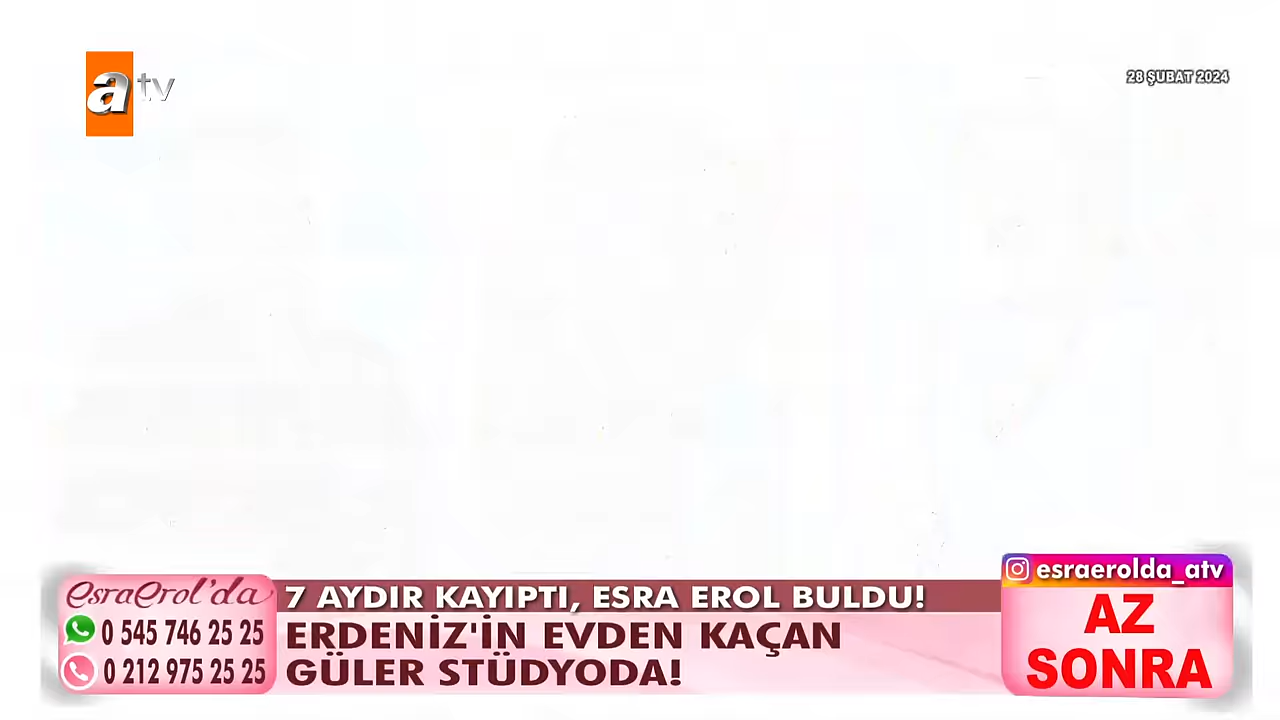 atv
28 ŞUBAT 2024
esraerol'da
0 545 746 25 25
0 212 975 25 25
7 AYDIR KAYIPTI, ESRA EROL BULDU!
ERDENİZ'İN EVDEN KAÇAN
GÜLER STÜDYODA!
esraerolda_atv
AZ
SONRA